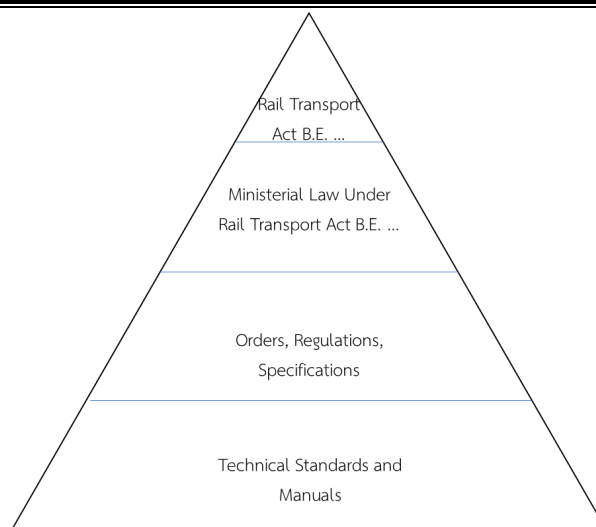 Rail Transport
Act B.E. ...
Ministerial Law Under
Rail Transport Act B.E. ...
Orders, Regulations,
Specifications
Technical Standards and
Manuals